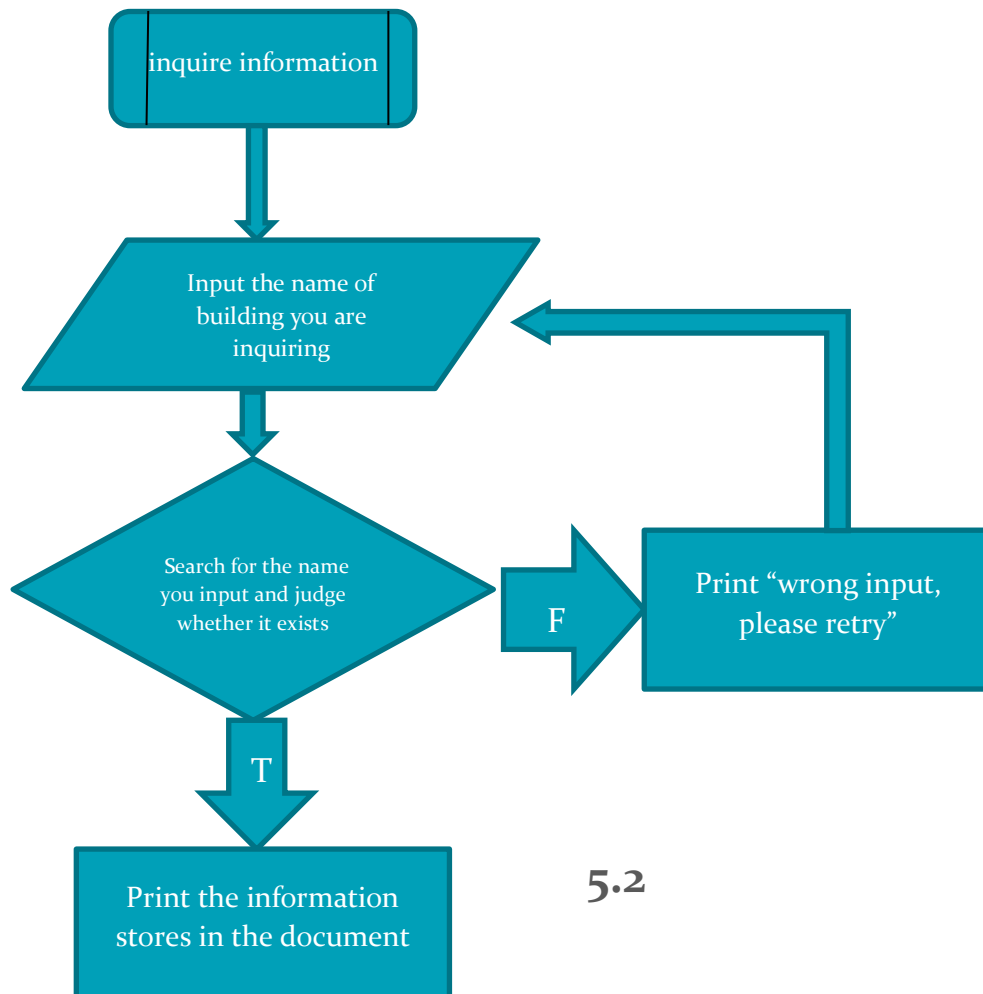 inquire information
Input the name of
building you are
inquiring
Search for the name
you input and judge
whether it exists
F
Print “wrong input,
please retry”
T
Print the information
stores in the document
5.2